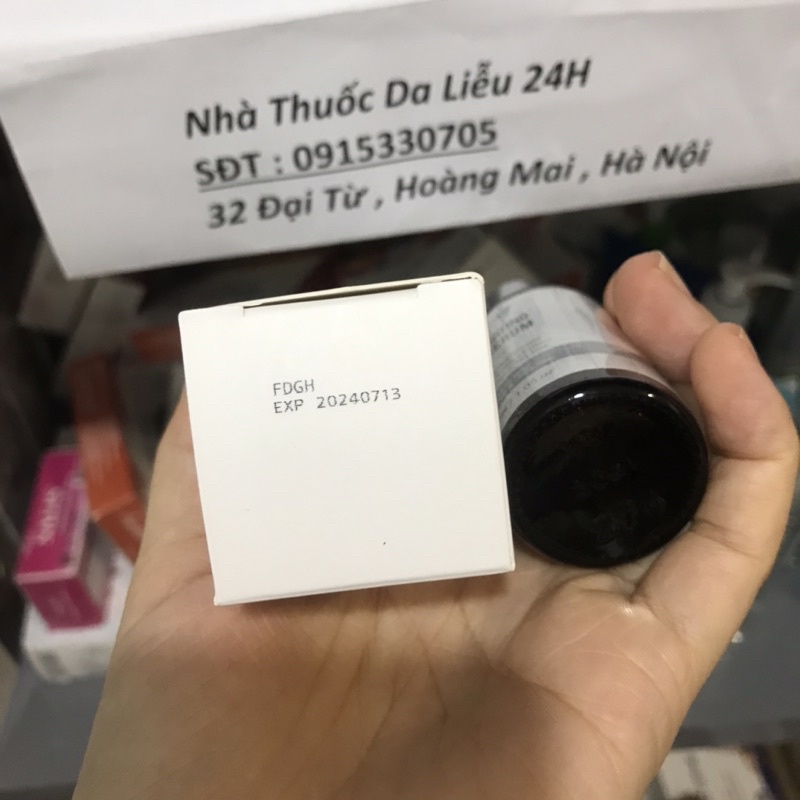 Nhà Thuốc Da Liễu 24H
SĐT : 0915330705
32 Đại Từ , Hoàng Mai , Hà Nội
FDGH
EXP 20240713